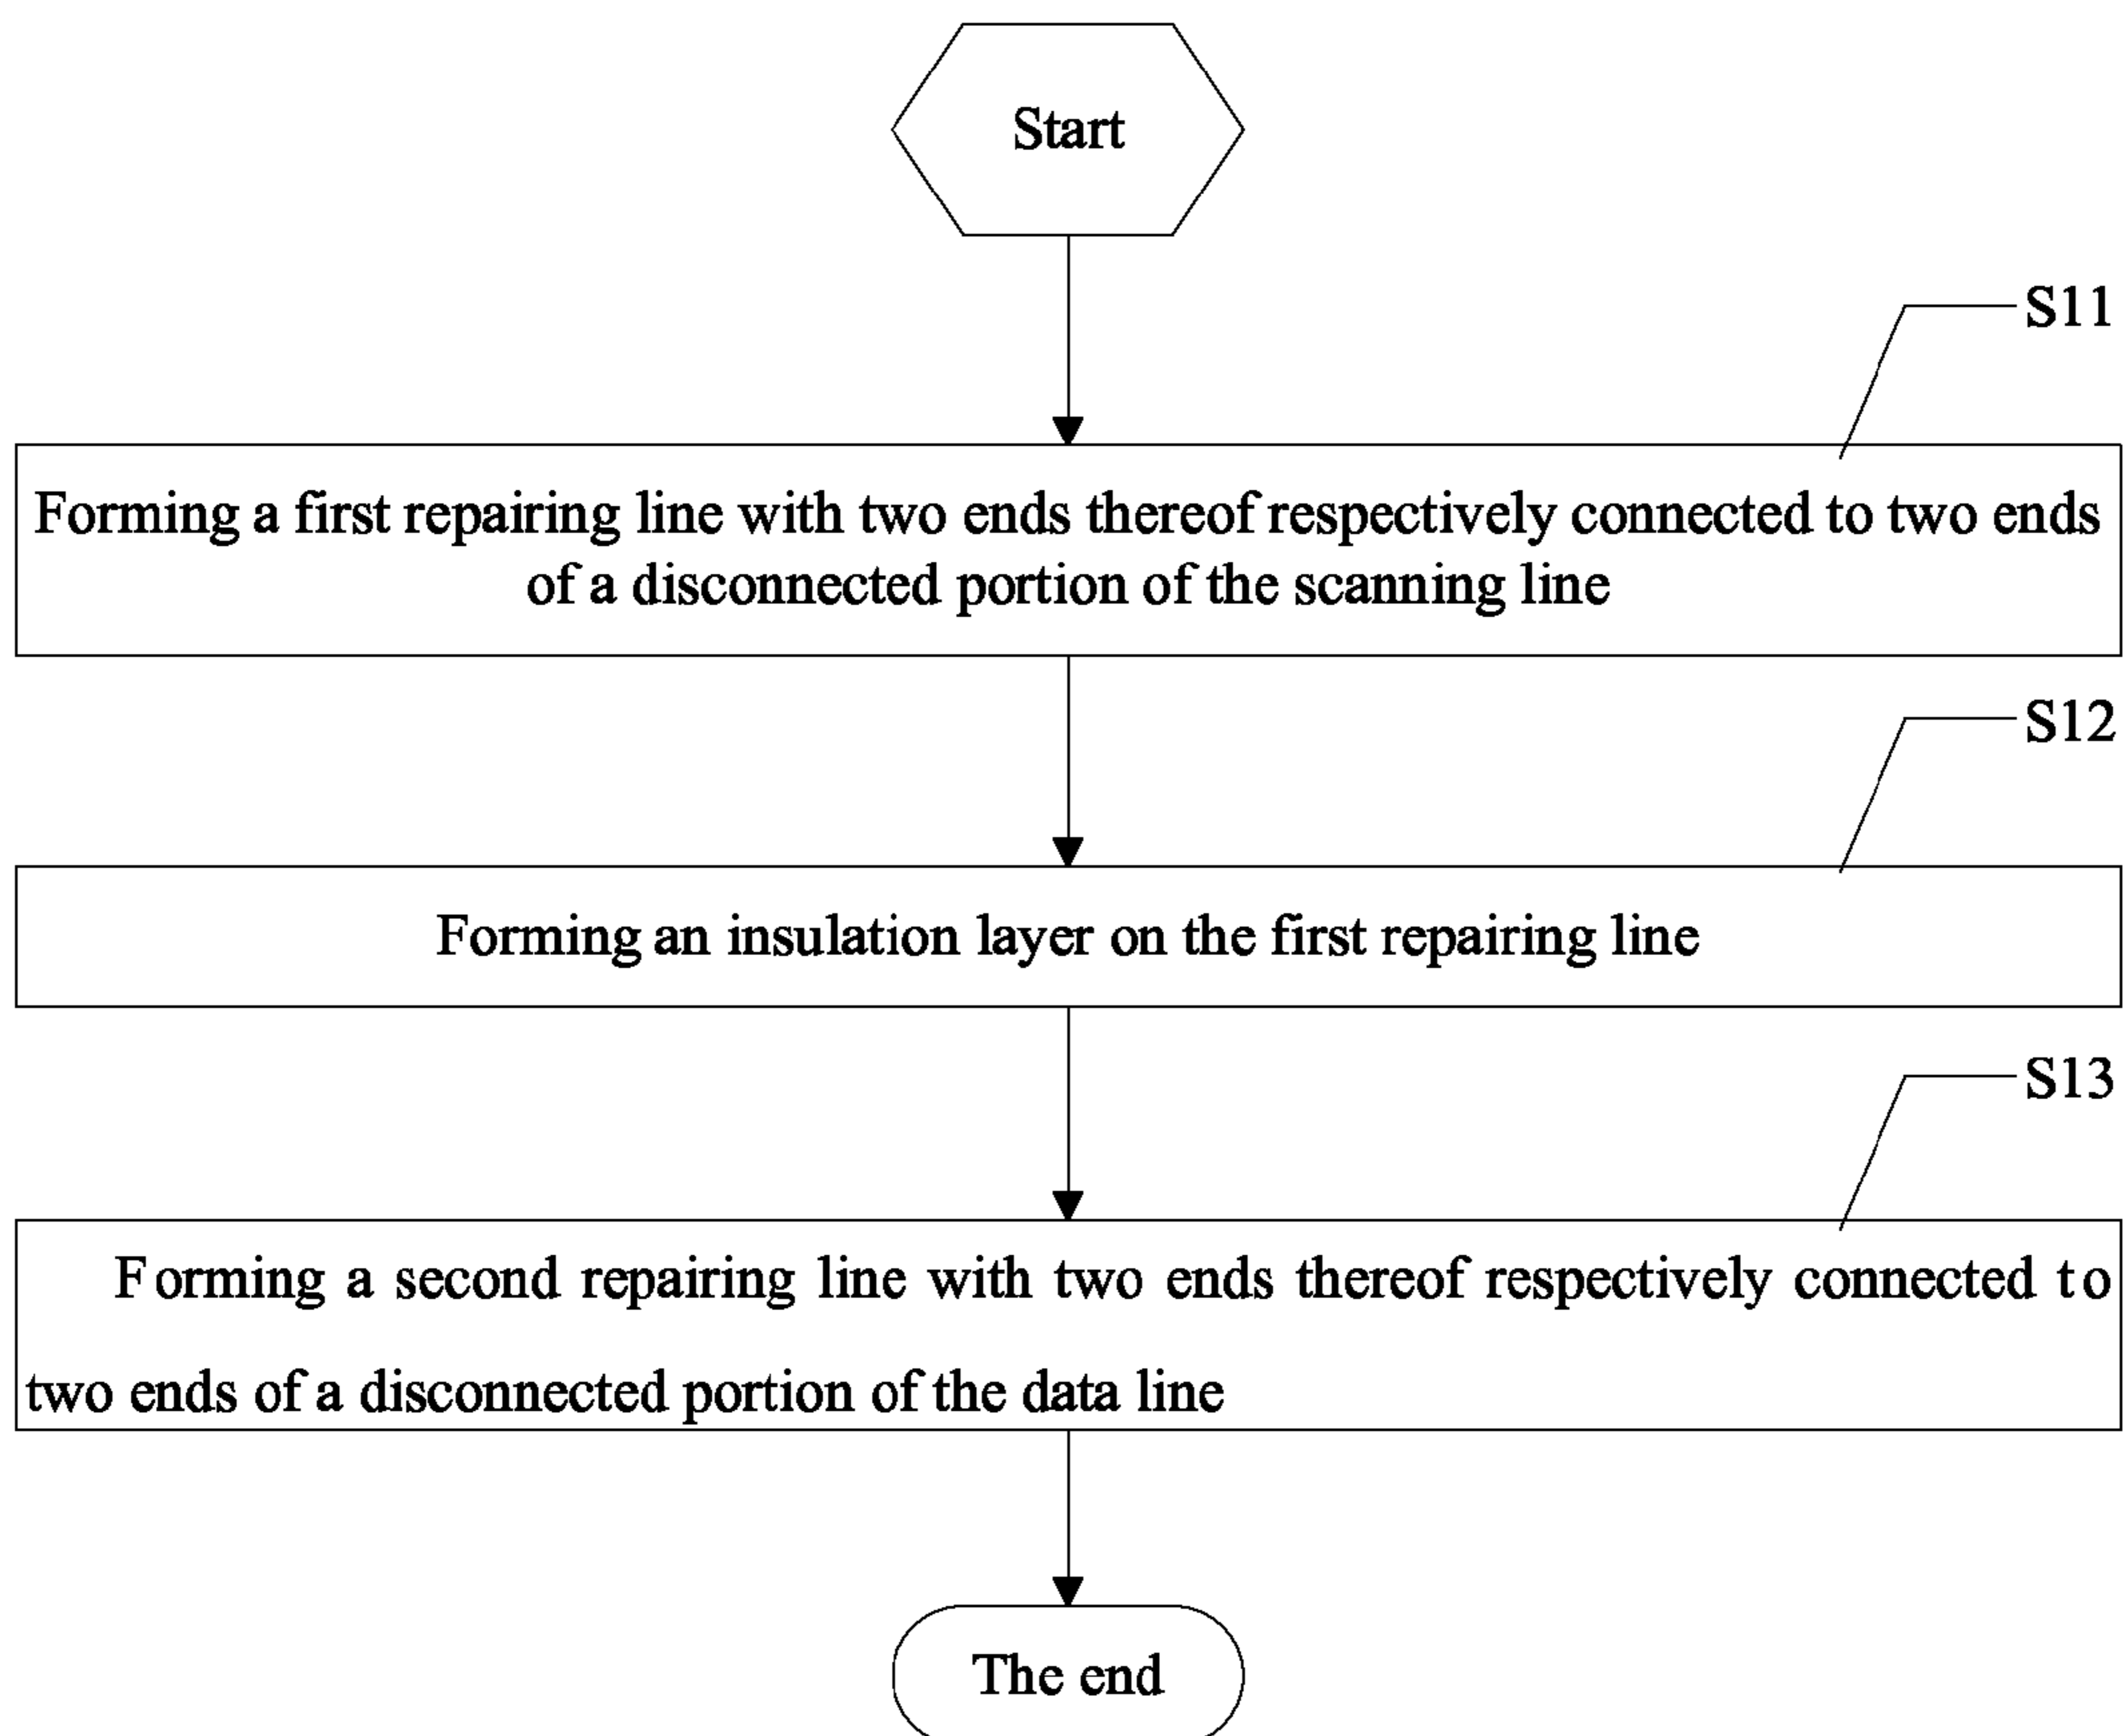 Start
S11
Forming a first repairing line with two ends thereof respectively connected to two ends
of a disconnected portion of the scanning line
S12
Forming an insulation layer on the first repairing line
S13
Forming a second repairing line with two ends thereof respectively connected to
two ends of a disconnected portion of the data line
The end